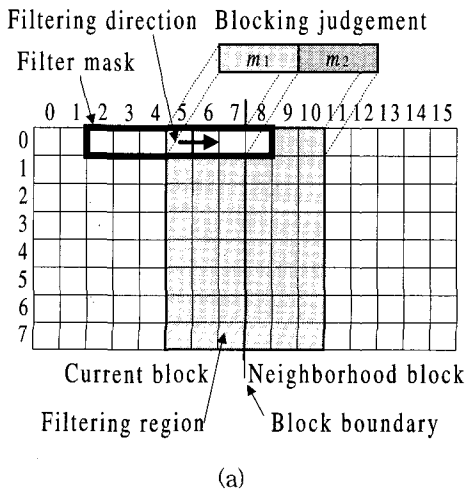 Filtering direction Blocking judgement
Filter mask
m1 m2
0 1 2 3 4 5 6 7 8 9 10 11 12 13 14 15
0
1
2
3
4
5
6
7
Current block Neighborhood block
Filtering region Block boundary
(a)